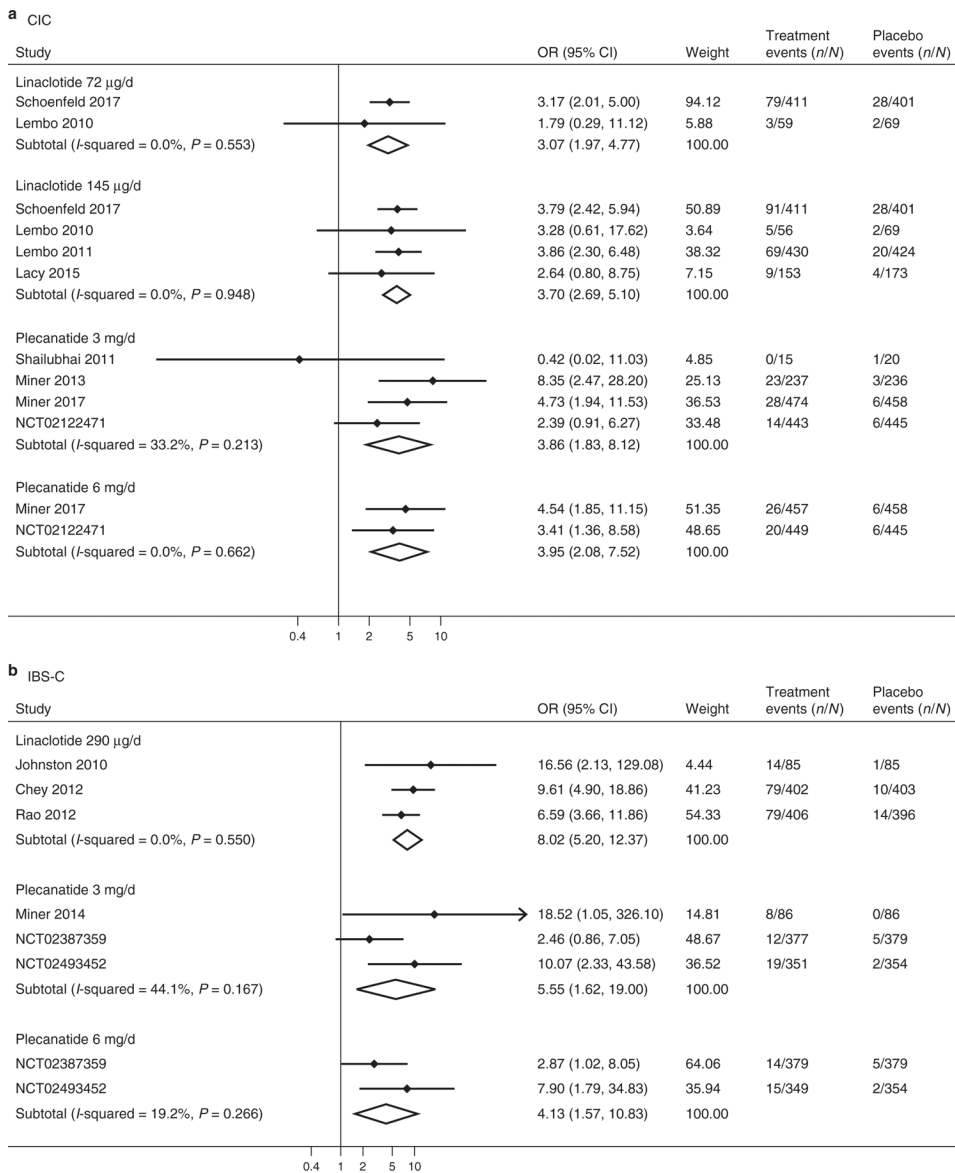 a CIC
Treatment Placebo
Study OR (95% CI) Weight events (n/N) events (n/N)
Linaclotide 72 μg/d
Schoenfeld 2017 3.17 (2.01, 5.00) 94.12 79/411 28/401
Lembo 2010 1.79 (0.29, 11.12) 5.88 3/59 2/69
Subtotal (I-squared = 0.0%, P = 0.553) 3.07 (1.97, 4.77) 100.00
Linaclotide 145 μg/d
Schoenfeld 2017 3.79 (2.42, 5.94) 50.89 91/411 28/401
Lembo 2010 3.28 (0.61, 17.62) 3.64 5/56 2/69
Lembo 2011 3.86 (2.30, 6.48) 38.32 69/430 20/424
Lacy 2015 2.64 (0.80, 8.75) 7.15 9/153 4/173
Subtotal (I-squared = 0.0%, P = 0.948) 3.70 (2.69, 5.10) 100.00
Plecanatide 3 mg/d
Shailubhai 2011 0.42 (0.02, 11.03) 4.85 0/15 1/20
Miner 2013 8.35 (2.47, 28.20) 25.13 23/237 3/236
Miner 2017 4.73 (1.94, 11.53) 36.53 28/474 6/458
NCT02122471 2.39 (0.91, 6.27) 33.48 14/443 6/445
Subtotal (I-squared = 33.2%, P = 0.213) 3.86 (1.83, 8.12) 100.00
Plecanatide 6 mg/d
Miner 2017 4.54 (1.85, 11.15) 51.35 26/457 6/458
NCT02122471 3.41 (1.36, 8.58) 48.65 20/449 6/445
Subtotal (I-squared = 0.0%, P = 0.662) 3.95 (2.08, 7.52) 100.00
0.4 1 2 5 10
b IBS-C
Treatment Placebo
Study OR (95% CI) Weight events (n/N) events (n/N)
Linaclotide 290 μg/d
Johnston 2010 16.56 (2.13, 129.08) 4.44 14/85 1/85
Chey 2012 9.61 (4.90, 18.86) 41.23 79/402 10/403
Rao 2012 6.59 (3.66, 11.86) 54.33 79/406 14/396
Subtotal (I-squared = 0.0%, P = 0.550) 8.02 (5.20, 12.37) 100.00
Plecanatide 3 mg/d
Miner 2014 18.52 (1.05, 326.10) 14.81 8/86 0/86
NCT02387359 2.46 (0.86, 7.05) 48.67 12/377 5/379
NCT02493452 10.07 (2.33, 43.58) 36.52 19/351 2/354
Subtotal (I-squared = 44.1%, P = 0.167) 5.55 (1.62, 19.00) 100.00
Plecanatide 6 mg/d
NCT02387359 2.87 (1.02, 8.05) 64.06 14/379 5/379
NCT02493452 7.90 (1.79, 34.83) 35.94 15/349 2/354
Subtotal (I-squared = 19.2%, P = 0.266) 4.13 (1.57, 10.83) 100.00
0.4 1 2 5 10